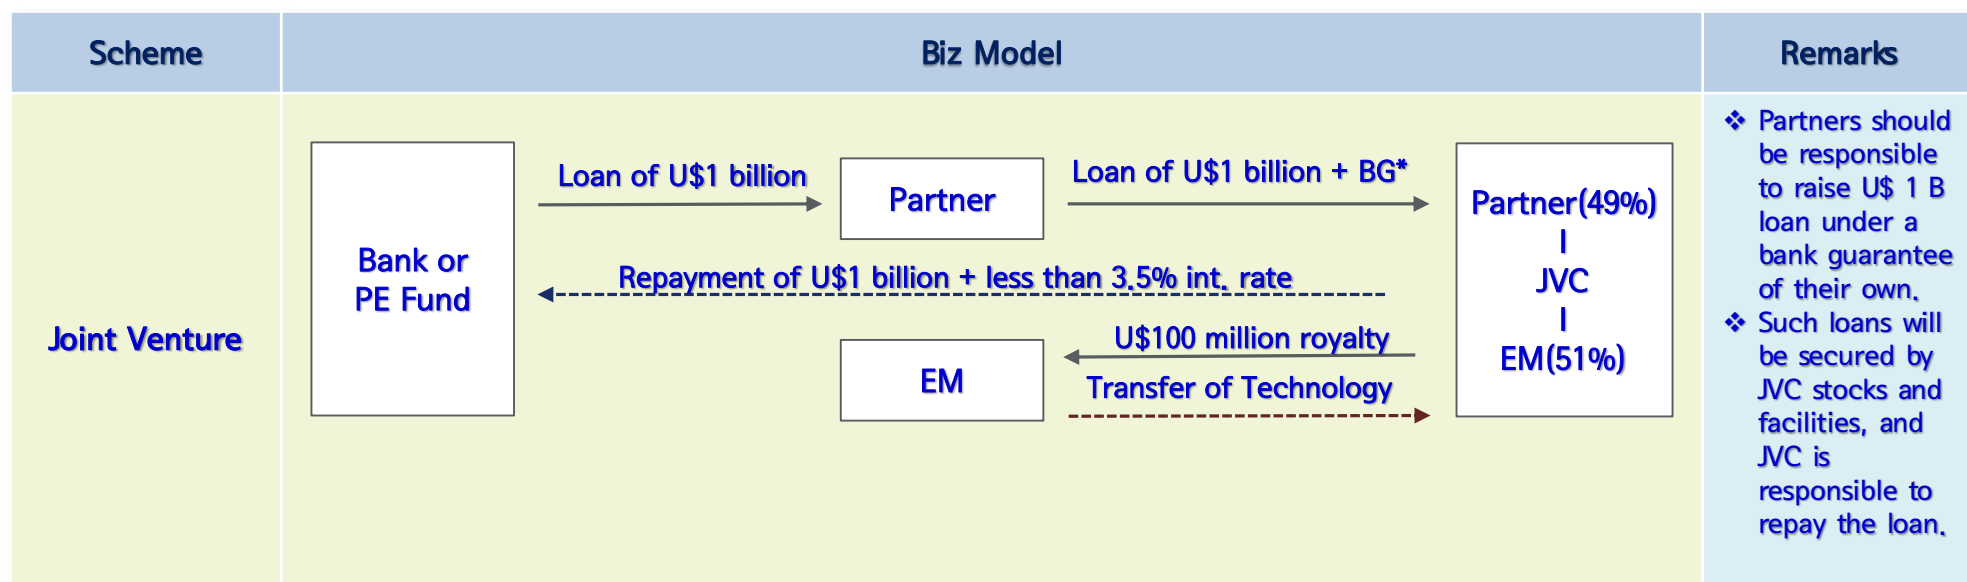 Scheme
Biz Model
Remarks
Joint Venture
Bank or
PE Fund
Loan of U$1 billion
Partner
Loan of U$1 billion + BG*
Partner(49%)
JVC
EM(51%)
Repayment of U$1 billion + less than 3.5% int. rate
U$100 million royalty
EM
Transfer of Technology
❖ Partners should
be responsible
to raise U$ 1 B
loan under a
bank guarantee
of their own.
❖ Such loans will
be secured by
JVC stocks and
facilities, and
JVC is
responsible to
repay the loan.